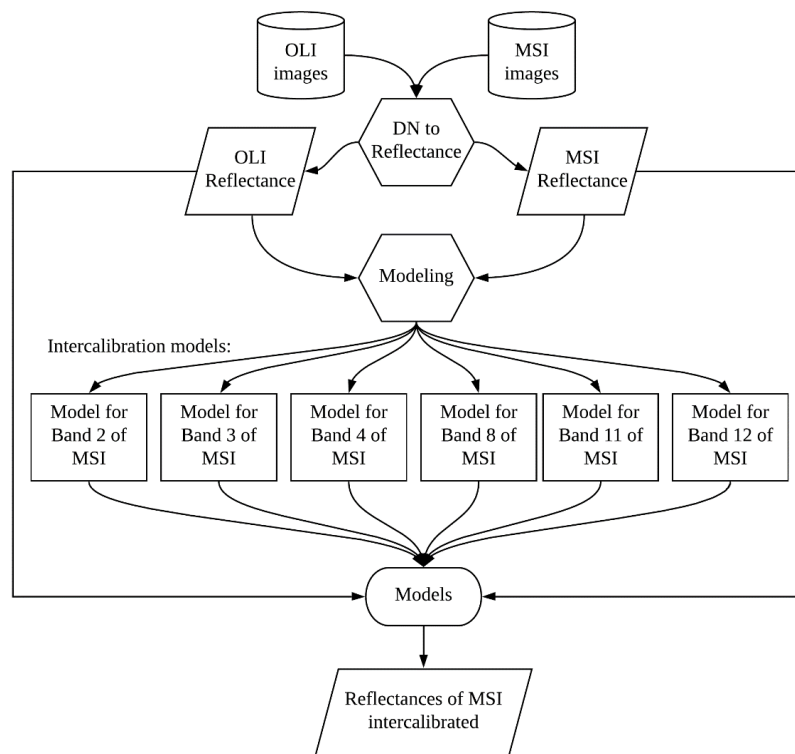 OLI
images
MSI
images
DN to
Reflectance
OLI
Reflectance
MSI
Reflectance
Modeling
Intercalibration models:
Model for
Band 2 of
MSI
Model for
Band 3 of
MSI
Model for
Band 4 of
MSI
Model for
Band 8 of
MSI
Model for
Band 11 of
MSI
Model for
Band 12 of
MSI
Models
Reflectances of MSI
intercalibrated